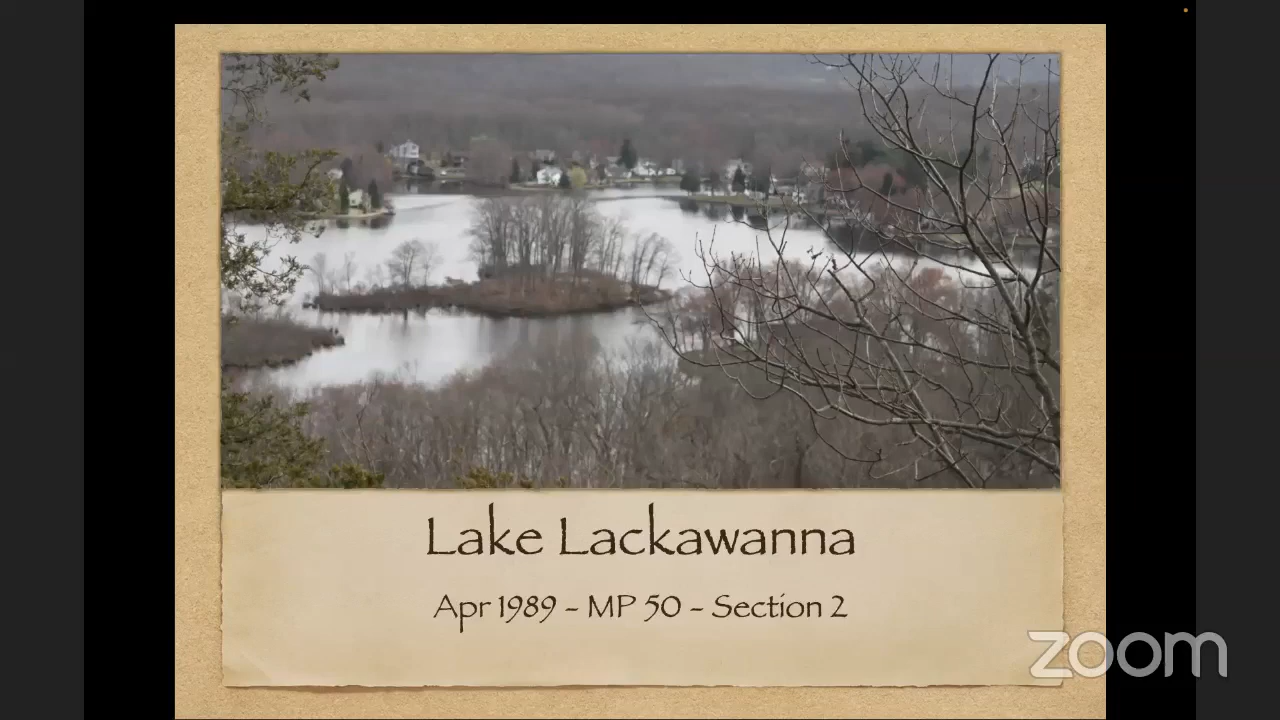 Lake Lackawanna
Apr 1989 – MP 50 – Section 2
zoom